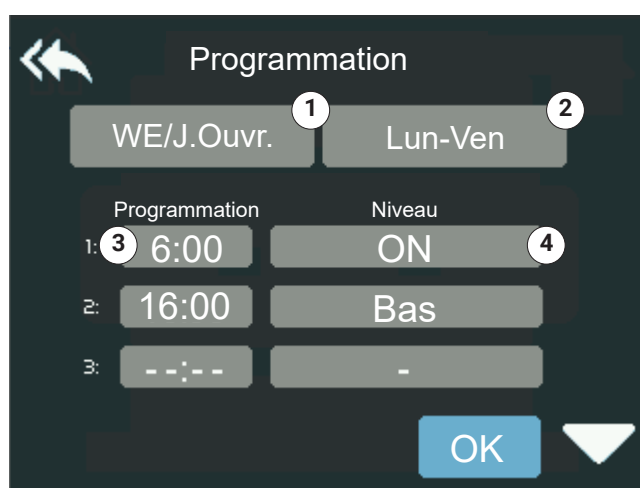 Programmation
1 2
WE/J.Ouvr. Lun-Ven
Programmation Niveau
1: 3 6:00 ON 4
2: 16:00 Bas
3: --:-- -
OK